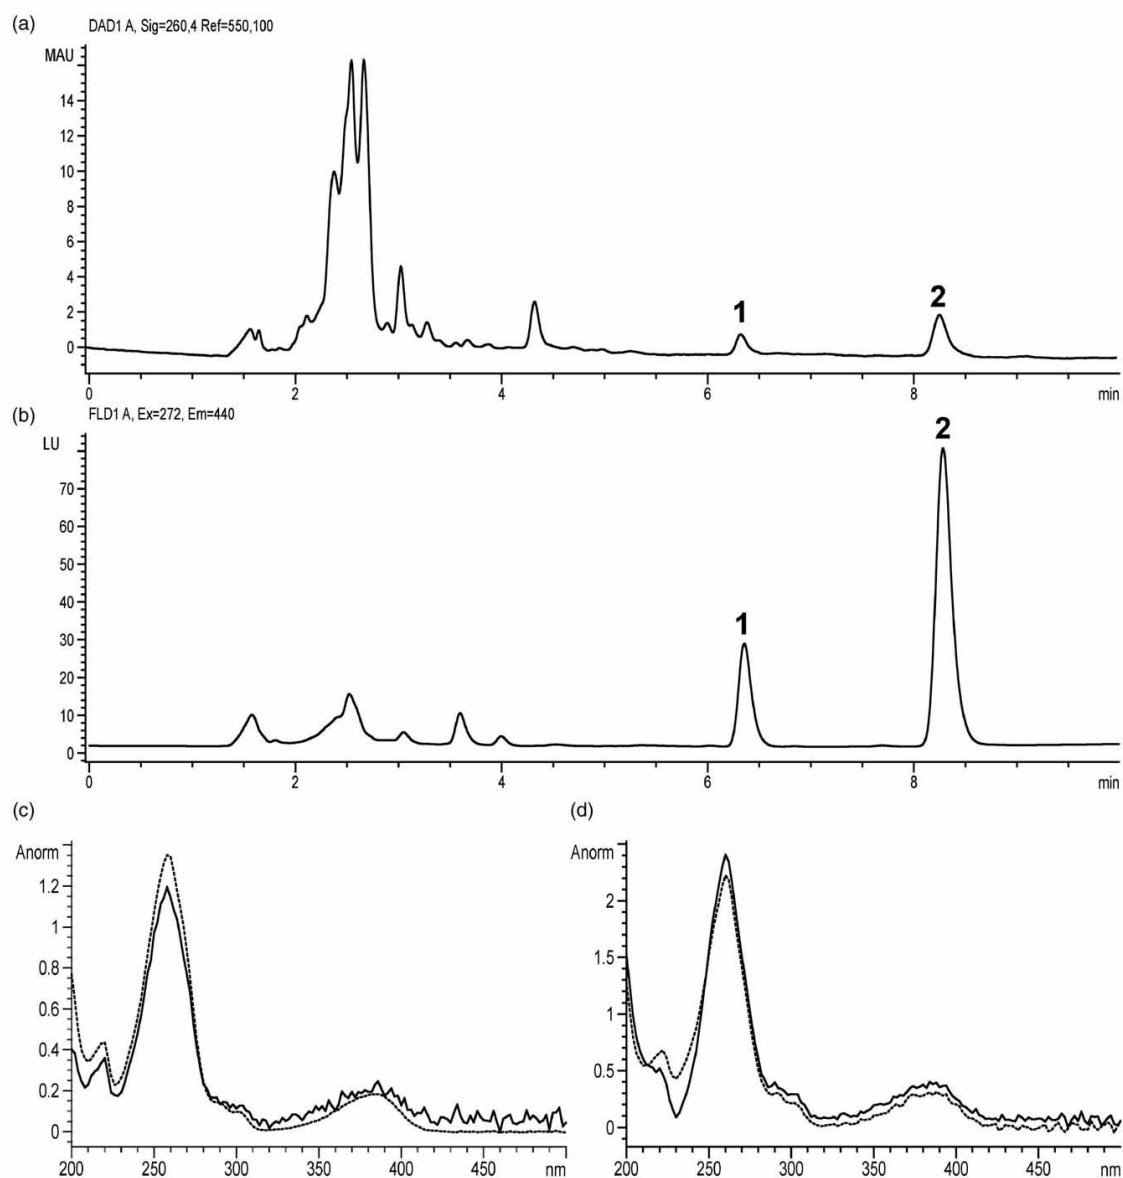 (a)
DAD1 A, Sig=260,4 Ref=550,100
MAU
14
12
10
8
6
4
2
0
1
2
0 2 4 6 8 min
(b)
FLD1 A, Ex=272, Em=440
LU
70
60
50
40
30
20
10
0
1
2
0 2 4 6 8 min
(c)
Anorm
1.2
1
0.8
0.6
0.4
0.2
0
200 250 300 350 400 450 nm
(d)
Anorm
2
1.5
1
0.5
0
200 250 300 350 400 450 nm